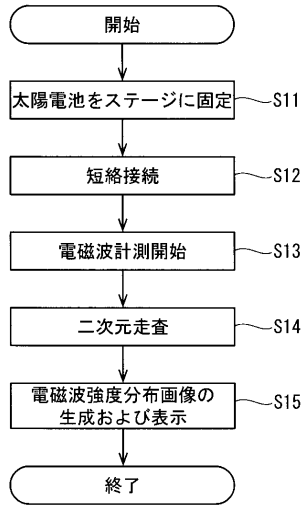 開始
太陽電池をステージに固定 S11
短絡接続 S12
電磁波計測開始 S13
二次元走査 S14
電磁波強度分布画像の
生成および表示 S15
終了